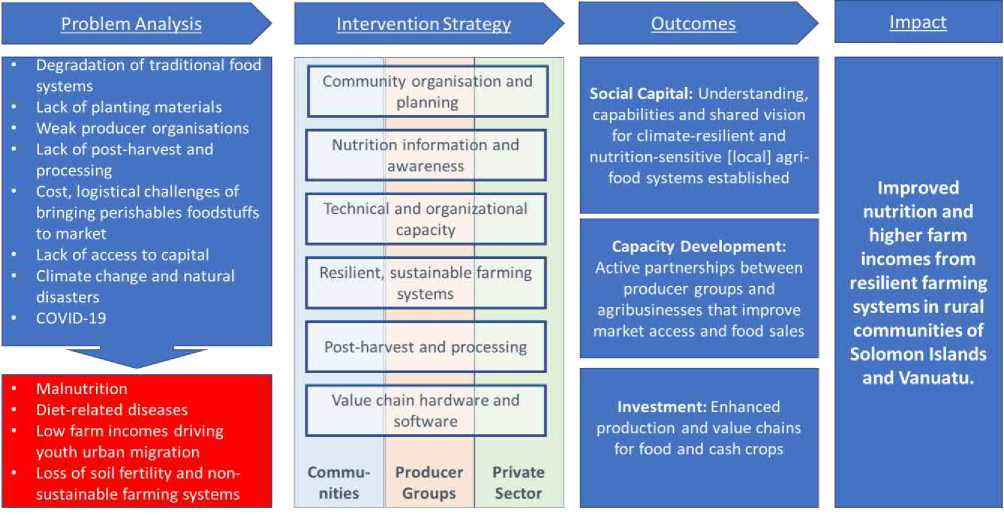 Problem Analysis
• Degradation of traditional food
systems
• Lack of planting materials
• Weak producer organisations
• Lack of post-harvest and
processing
• Cost, logistical challenges of
bringing perishables foodstuffs
to market
• Lack of access to capital
• Climate change and natural
disasters
• COVID-19
• Malnutrition
• Diet-related diseases
• Low farm incomes driving
youth urban migration
• Loss of soil fertility and non-
sustainable farming systems
Intervention Strategy
Community organisation and
planning
Nutrition information and
awareness
Technical and organizational
capacity
Resilient, sustainable farming
systems
Post-harvest and processing
Value chain hardware and
software
Commu-
nities
Producer
Groups
Private
Sector
Outcomes
Social Capital: Understanding,
capabilities and shared vision
for climate-resilient and
nutrition-sensitive [local] agri-
food systems established
Capacity Development:
Active partnerships between
producer groups and
agribusinesses that improve
market access and food sales
Investment: Enhanced
production and value chains
for food and cash crops
Impact
Improved
nutrition and
higher farm
incomes from
resilient farming
systems in rural
communities of
Solomon Islands
and Vanuatu.